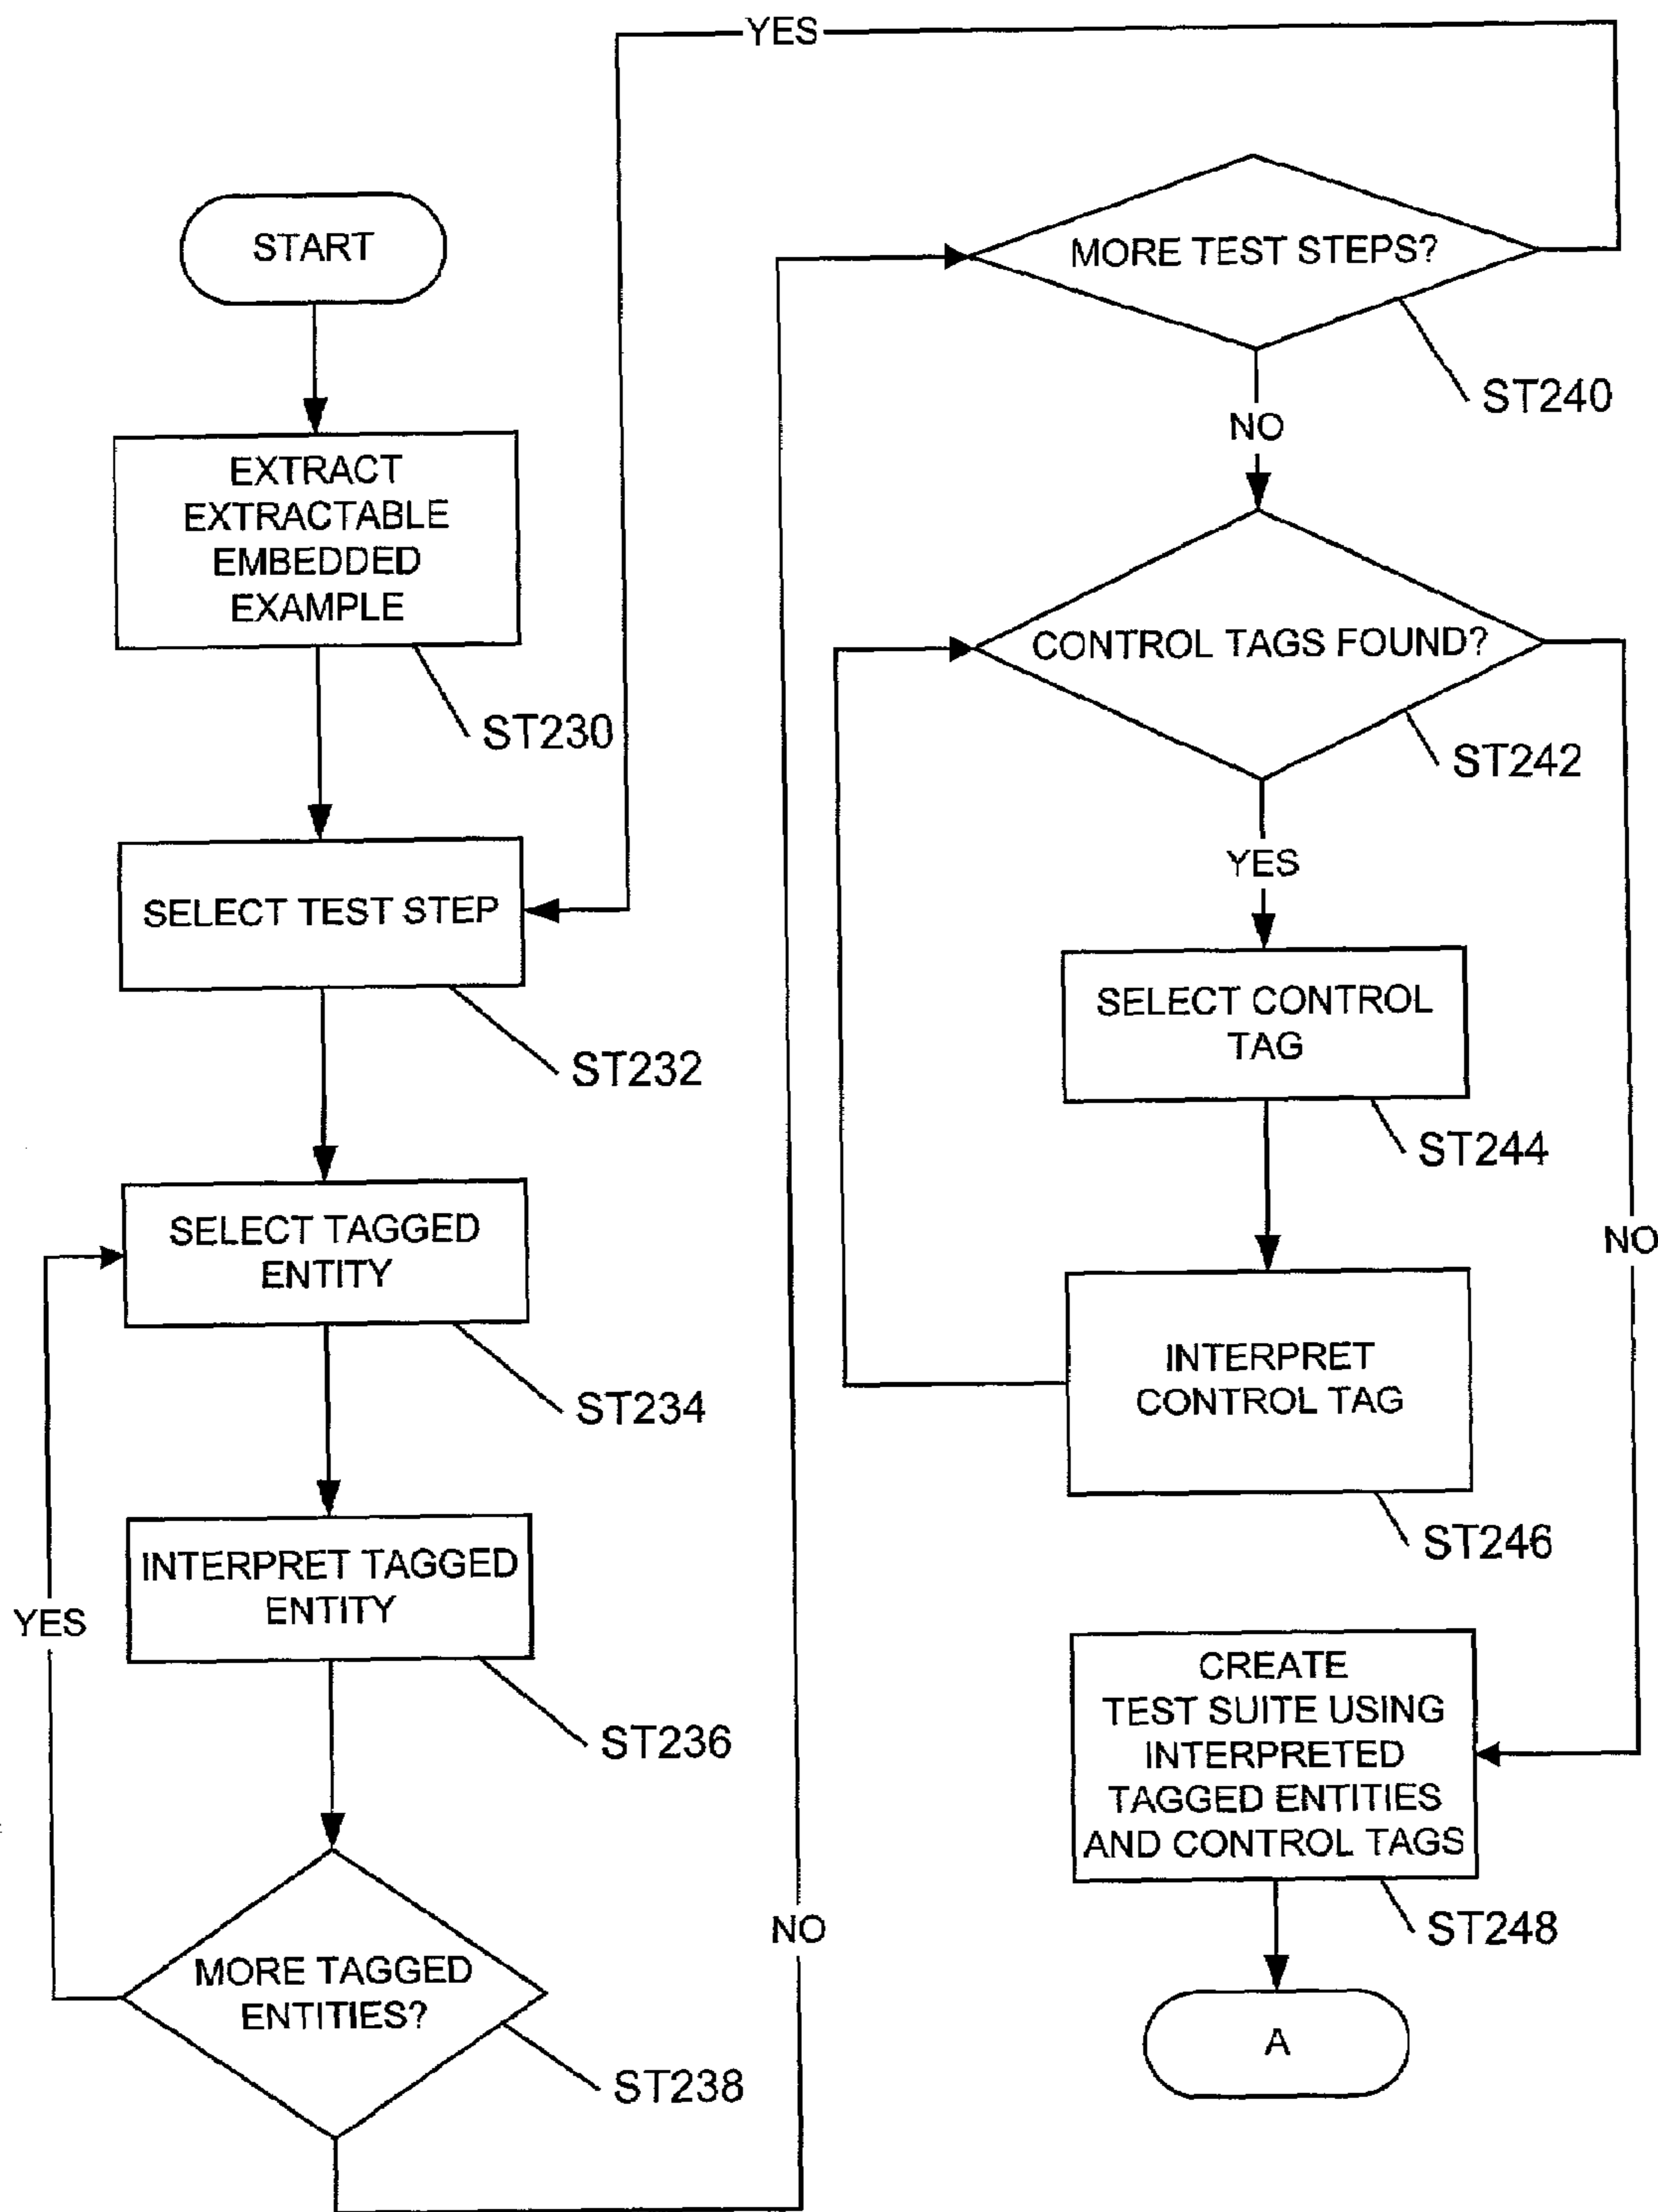 START
EXTRACT
EXTRACTABLE
EMBEDDED
EXAMPLE
ST230
SELECT TEST STEP
ST232
SELECT TAGGED
ENTITY
ST234
INTERPRET TAGGED
ENTITY
ST236
YES
MORE TAGGED
ENTITIES?
ST238
NO
YES
MORE TEST STEPS?
ST240
NO
CONTROL TAGS FOUND?
ST242
YES
SELECT CONTROL
TAG
ST244
NO
INTERPRET
CONTROL TAG
ST246
CREATE
TEST SUITE USING
INTERPRETED
TAGGED ENTITIES
AND CONTROL TAGS
ST248
A